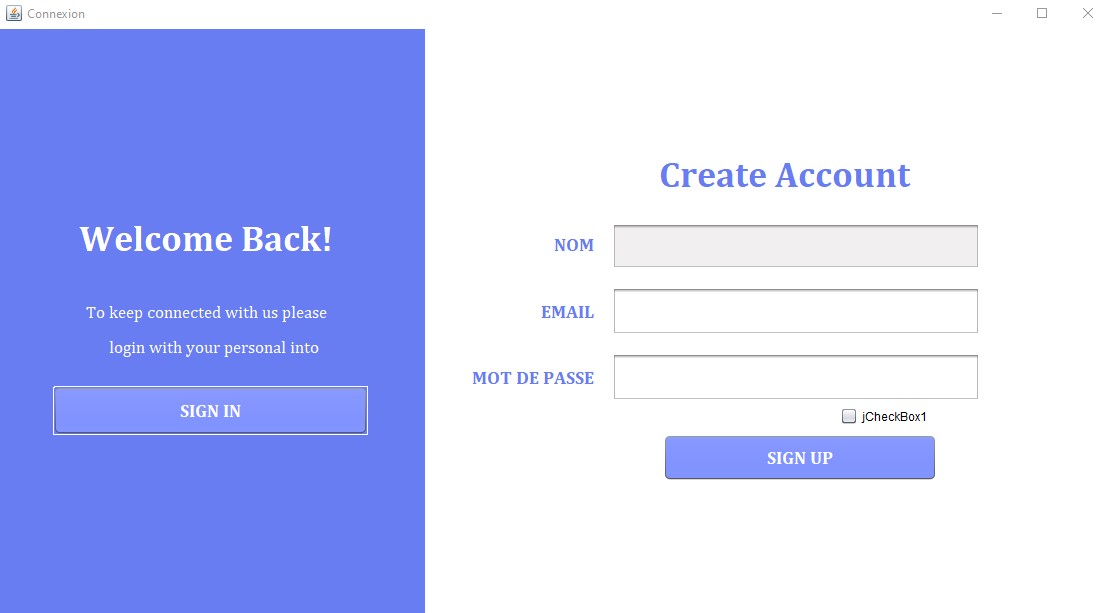 Connexion
Welcome Back!
To keep connected with us please
login with your personal into
SIGN IN
Create Account
NOM
EMAIL
MOT DE PASSE
jCheckBox1
SIGN UP